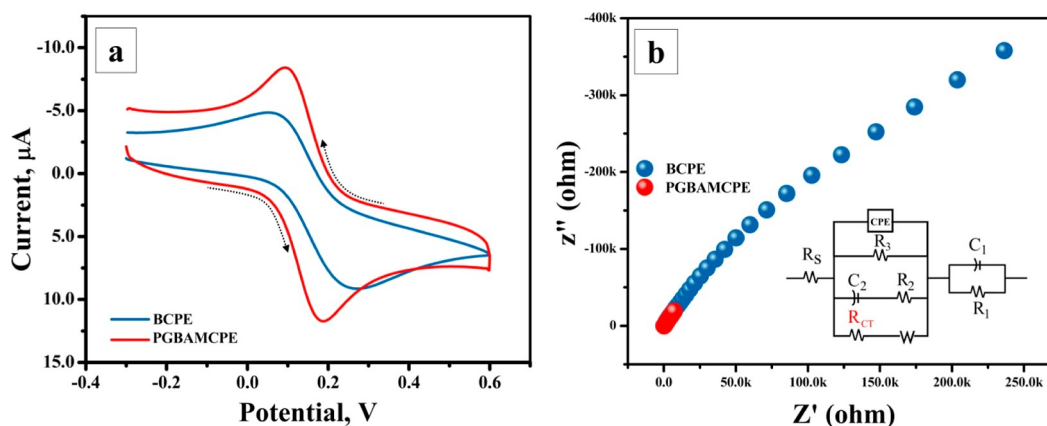 a
Current, µA
-10.0
-5.0
0.0
5.0
10.0
15.0
BCPE
PGBAMCPE
-0.4
-0.2
0.0
0.2
0.4
0.6
Potential, V
b
z'' (ohm)
-400k
-300k
-200k
-100k
0
BCPE
PGBAMCPE
CPE
R3
RS
C2
R2
RCT
C1
R1
0.0
50.0k
100.0k
150.0k
200.0k
250.0k
Z' (ohm)